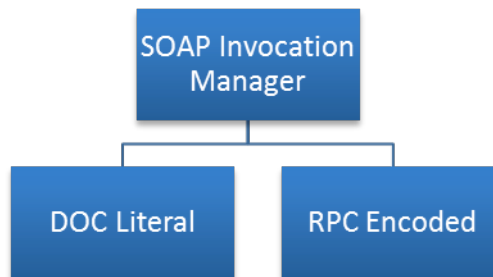 SOAP Invocation
Manager
DOC Literal
RPC Encoded